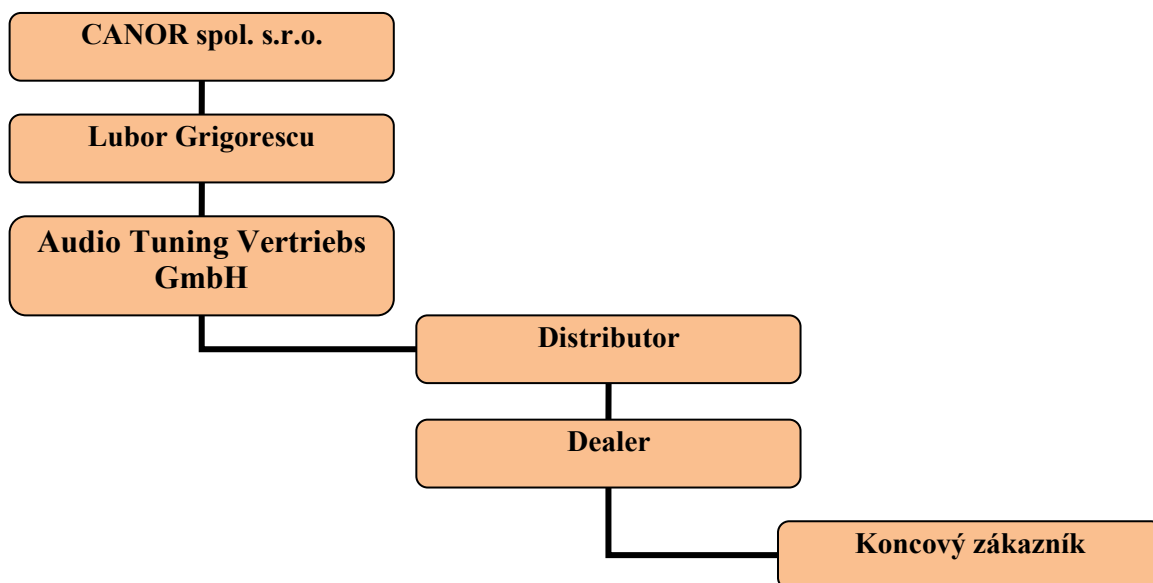 CANOR spol. s.r.o.
Lubor Grigorescu
Audio Tuning Vertriebs
GmbH
Distributor
Dealer
Koncový zákazník